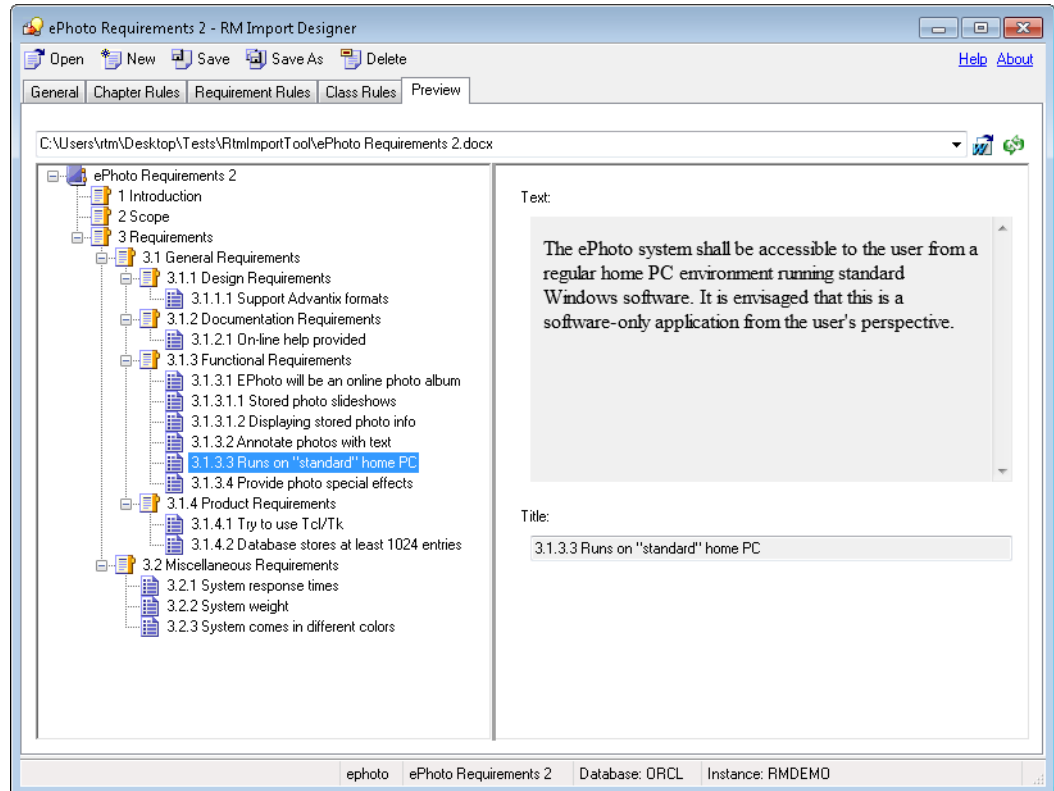 ePhoto Requirements 2 - RM Import Designer
Open New Save Save As Delete Help About
General Chapter Rules Requirement Rules Class Rules Preview
C:\Users\rtm\Desktop\Tests\RtmImportTool\ePhoto Requirements 2.docx
ePhoto Requirements 2
1 Introduction
2 Scope
3 Requirements
3.1 General Requirements
3.1.1 Design Requirements
3.1.1.1 Support Advantix formats
3.1.2 Documentation Requirements
3.1.2.1 On-line help provided
3.1.3 Functional Requirements
3.1.3.1 EPhoto will be an online photo album
3.1.3.1.1 Stored photo slideshows
3.1.3.1.2 Displaying stored photo info
3.1.3.2 Annotate photos with text
3.1.3.3 Runs on "standard" home PC
3.1.3.4 Provide photo special effects
3.1.4 Product Requirements
3.1.4.1 Try to use Tcl/Tk
3.1.4.2 Database stores at least 1024 entries
3.2 Miscellaneous Requirements
3.2.1 System response times
3.2.2 System weight
3.2.3 System comes in different colors
Text:
The ePhoto system shall be accessible to the user from a
regular home PC environment running standard
Windows software. It is envisaged that this is a
software-only application from the user's perspective.
Title:
3.1.3.3 Runs on "standard" home PC
ephoto ePhoto Requirements 2 Database: ORCL Instance: RMDEMO